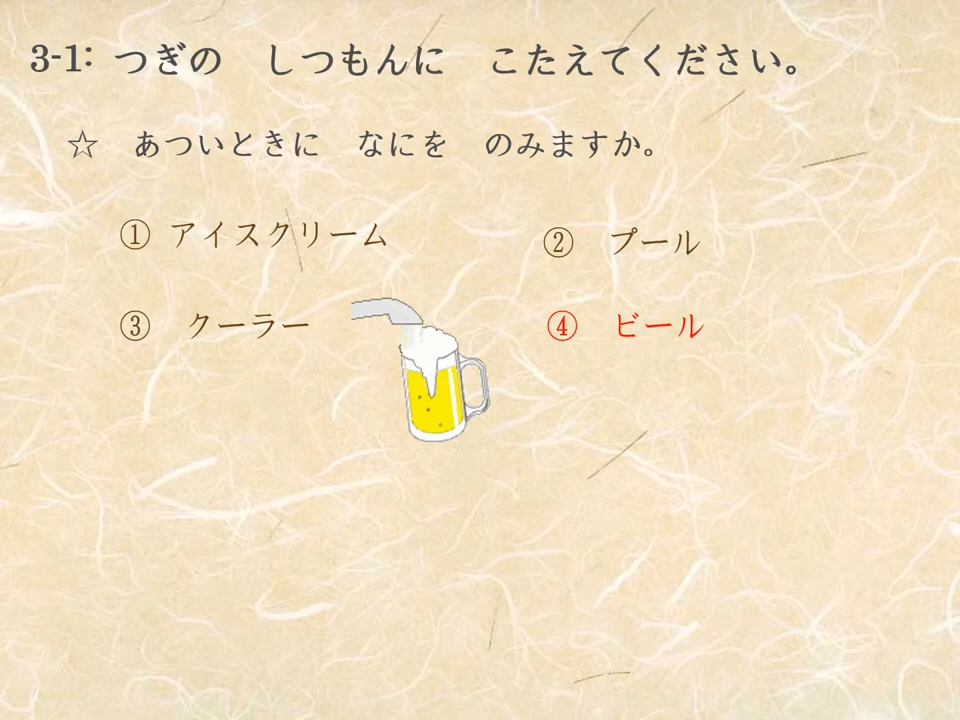 3-1: つぎの　しつもんに　こたえてください。
☆　あついときに　なにを　のみますか。
① アイスクリーム
②　プール
③　クーラー
④　ビール